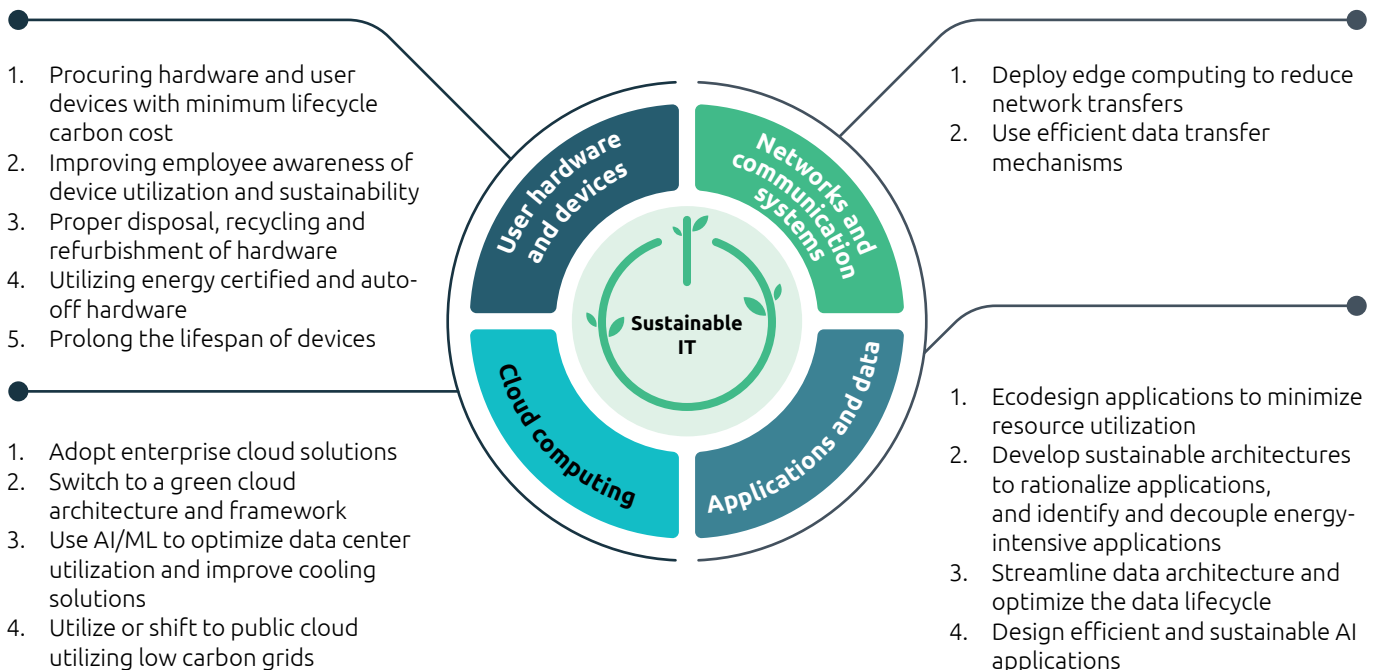 1. Procuring hardware and user
devices with minimum lifecycle
carbon cost
2. Improving employee awareness of
device utilization and sustainability
3. Proper disposal, recycling and
refurbishment of hardware
4. Utilizing energy certified and auto-
off hardware
5. Prolong the lifespan of devices
1. Adopt enterprise cloud solutions
2. Switch to a green cloud
architecture and framework
3. Use AI/ML to optimize data center
utilization and improve cooling
solutions
4. Utilize or shift to public cloud
utilizing low carbon grids
User hardware
and devices
Networks and
communication
systems
Sustainable
IT
Cloud computing
Applications and data
1. Deploy edge computing to reduce
network transfers
2. Use efficient data transfer
mechanisms
1. Ecodesign applications to minimize
resource utilization
2. Develop sustainable architectures
to rationalize applications,
and identify and decouple energy-
intensive applications
3. Streamline data architecture and
optimize the data lifecycle
4. Design efficient and sustainable AI
applications